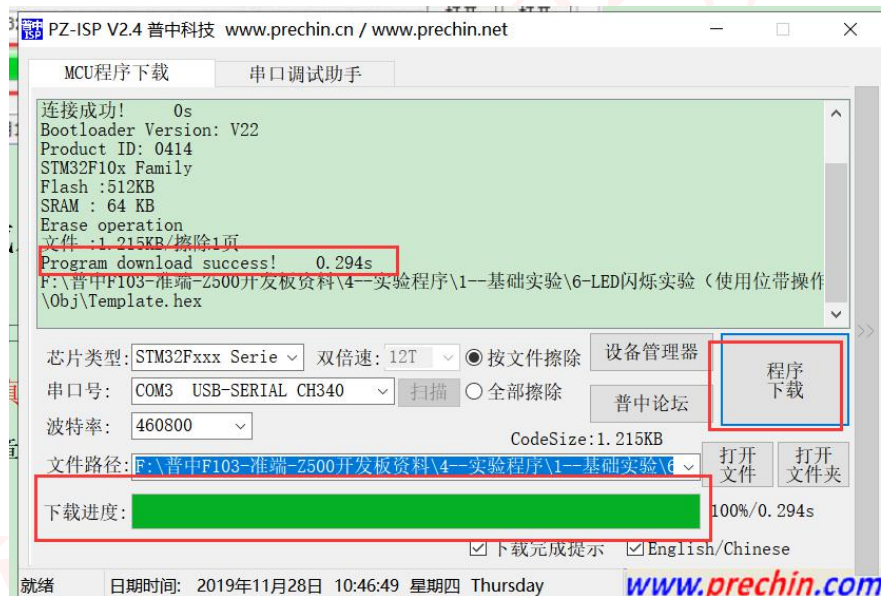 PZ-ISP V2.4 普中科技 www.prechin.cn / www.prechin.net
MCU程序下载 串口调试助手
连接成功! 0s
Bootloader Version: V22
Product ID: 0414
STM32F10x Family
Flash :512KB
SRAM : 64 KB
Erase operation
文件 :1.215KB/擦除1页
Program download success! 0.294s
F:\普中F103-准端-Z500开发板资料\4--实验程序\1--基础实验\6-LED闪烁实验（使用位带操作
\Obj\Template.hex
芯片类型: STM32Fxxx Serie 双倍速: 12T 按文件擦除 设备管理器
程序
下载
串口号: COM3 USB-SERIAL CH340 扫描 全部擦除 普中论坛
波特率: 460800
CodeSize:1.215KB
文件路径: F:\普中F103-准端-Z500开发板资料\4--实验程序\1--基础实验\6
打开
文件
打开
文件夹
下载进度: 100%/0.294s
下载完成提示 English/Chinese
就绪 日期时间: 2019年11月28日 10:46:49 星期四 Thursday www.prechin.com